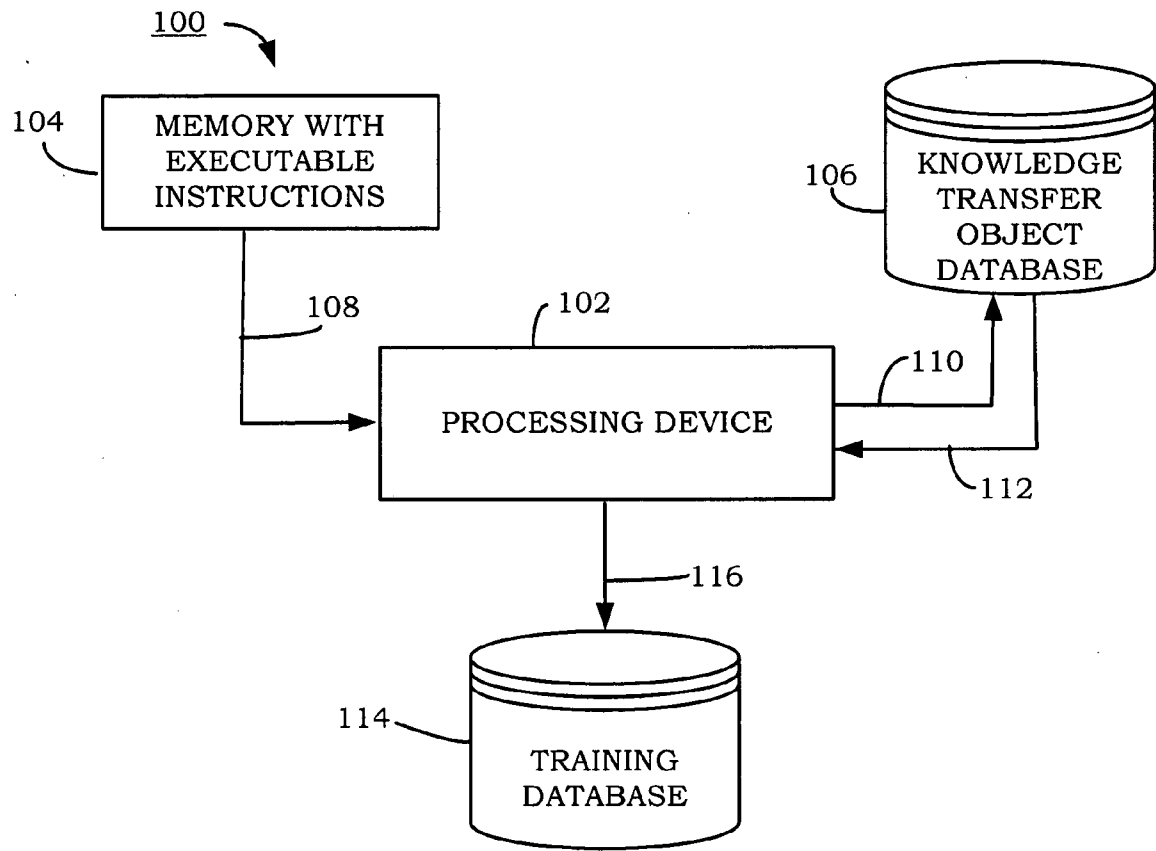 100
104
MEMORY WITH
EXECUTABLE
INSTRUCTIONS
106
KNOWLEDGE
TRANSFER
OBJECT
DATABASE
108
102
110
PROCESSING DEVICE
112
116
114
TRAINING
DATABASE